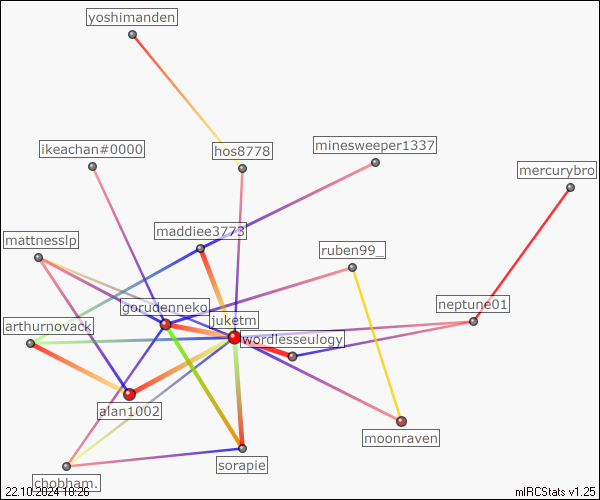 yoshimanden
ikeachan#0000
hos8778
minesweeper1337
mercurybro
maddiee3773
mattnesslp
ruben99_
gorudenneko
neptune01
arthurnovack
juketm
wordlesseulogy
alan1002
moonraven
sorapie
chobham.
22.10.2024 18:26
mIRCStats v1.25